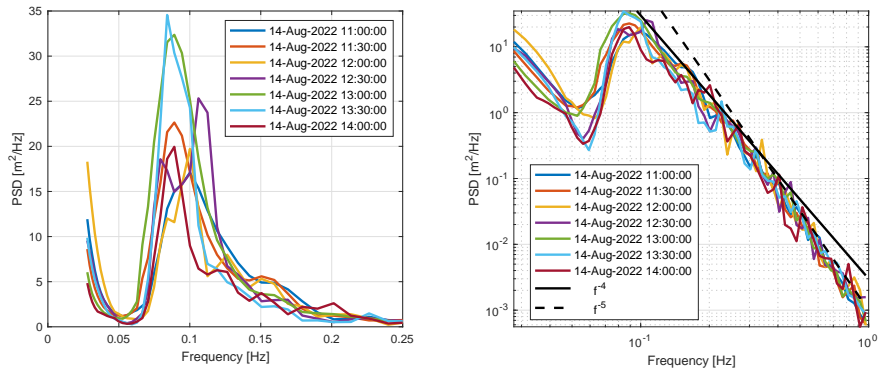 35
30
25
20
15
10
5
0
PSD [m²/Hz]
0
0.05
0.1
0.15
0.2
0.25
Frequency [Hz]
14-Aug-2022 11:00:00
14-Aug-2022 11:30:00
14-Aug-2022 12:00:00
14-Aug-2022 12:30:00
14-Aug-2022 13:00:00
14-Aug-2022 13:30:00
14-Aug-2022 14:00:00
10¹
10⁰
10⁻¹
10⁻²
10⁻³
PSD [m²/Hz]
10⁻¹
10⁰
Frequency [Hz]
14-Aug-2022 11:00:00
14-Aug-2022 11:30:00
14-Aug-2022 12:00:00
14-Aug-2022 12:30:00
14-Aug-2022 13:00:00
14-Aug-2022 13:30:00
14-Aug-2022 14:00:00
f⁻⁴
f⁻⁵